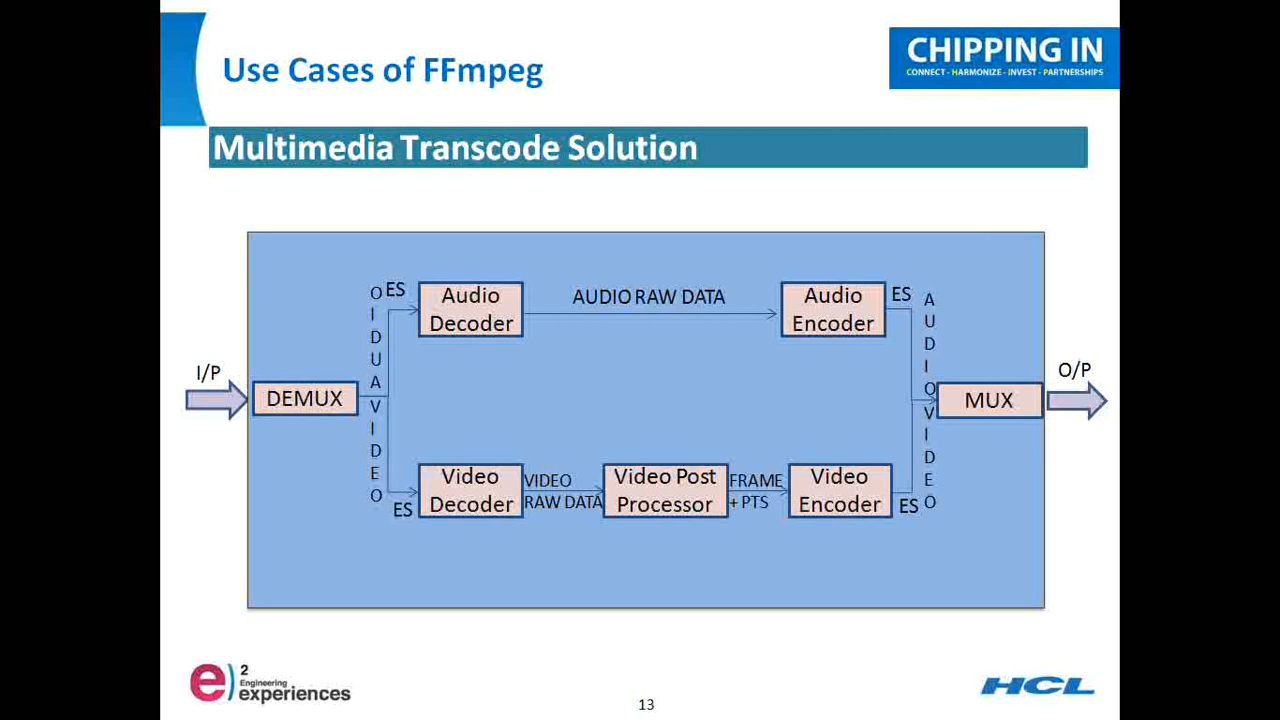 Use Cases of FFmpeg
CHIPPING IN
CONNECT - HARMONIZE - INVEST - PARTNERSHIPS
Multimedia Transcode Solution
I/P
DEMUX
OIDUA
VIDEO
ES
Audio
Decoder
AUDIO RAW DATA
Audio
Encoder
ES
ES
Video
Decoder
VIDEO
RAW DATA
Video Post
Processor
FRAME
+ PTS
Video
Encoder
ES
AUDIO
VIDEO
MUX
O/P
e)2
Engineering
experiences
13
HCL